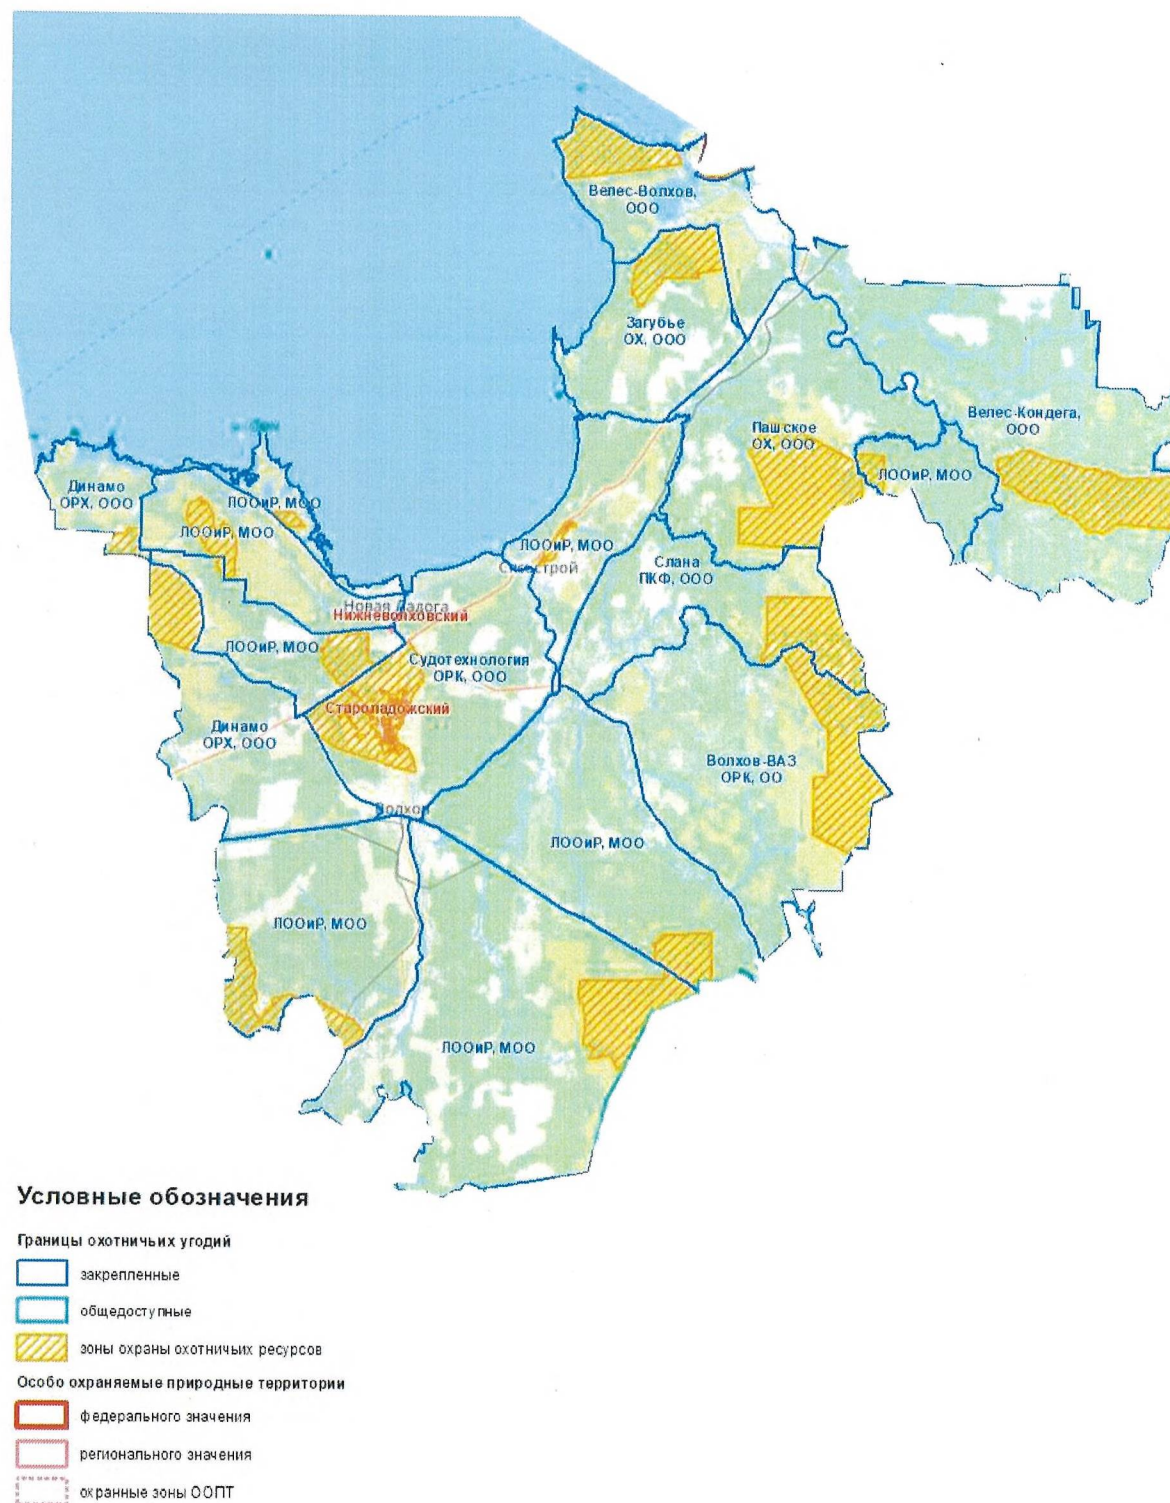 Велес-Волхов,
ООО
Загубье
ОХ, ООО
Велес-Кондега,
ООО
Пашское
ОХ, ООО
ЛООиР, МОО
Динамо
ОРХ, ООО
ЛООиР, МОО
ЛООиР, МОО
ЛООиР, МОО
Сясьстрой
Слана
ПКФ, ООО
Новая Ладога
Нижневолховский
ЛООиР, МОО
Судотехнология
ОРК, ООО
Староладожский
Динамо
ОРХ, ООО
Волхов-ВАЗ
ОРК, ОО
Волхов
ЛООиР, МОО
ЛООиР, МОО
ЛООиР, МОО
Условные обозначения
Границы охотничьих угодий
закрепленные
общедоступные
зоны охраны охотничьих ресурсов
Особо охраняемые природные территории
федерального значения
регионального значения
охранные зоны ООПТ